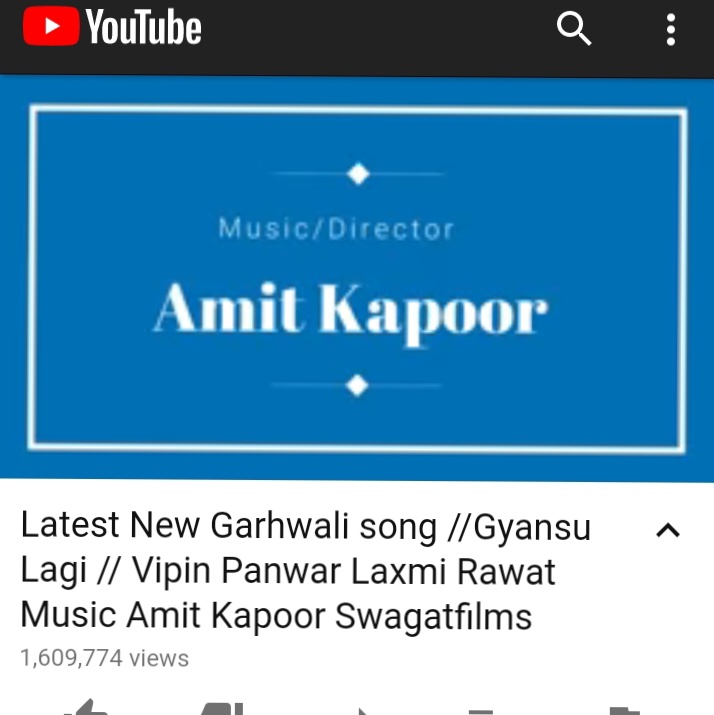 YouTube
Music/Director
Amit Kapoor
Latest New Garhwali song //Gyansu
Lagi // Vipin Panwar Laxmi Rawat
Music Amit Kapoor Swagatfilms
1,609,774 views